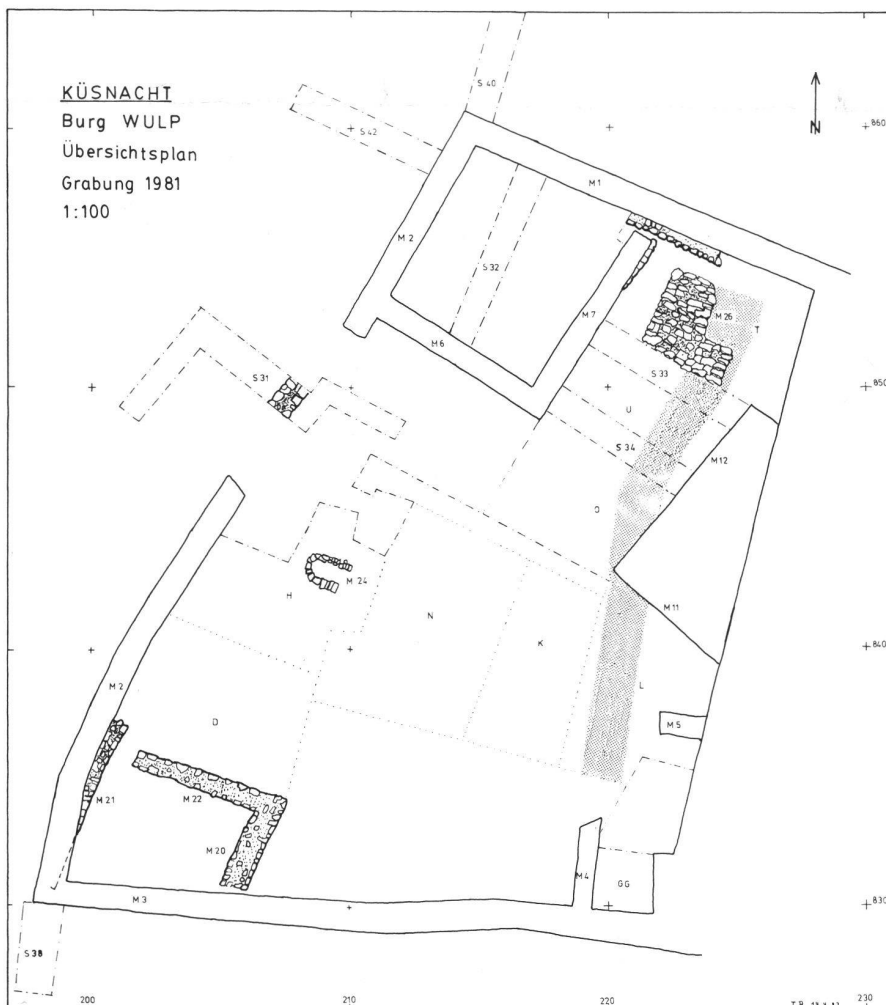 KÜSNACHT
Burg WULP
Übersichtsplan
Grabung 1981
1:100
N
S 40
S 42
860
M 1
M 2
S 32
M 7
M 26
T
M 6
S 33
S 31
850
U
S 34
M 12
O
M 24
H
M 11
N
K
840
M 2
L
D
M 5
M 21
M 22
M 20
M 4
GG
M 3
830
S 38
200
210
220
230